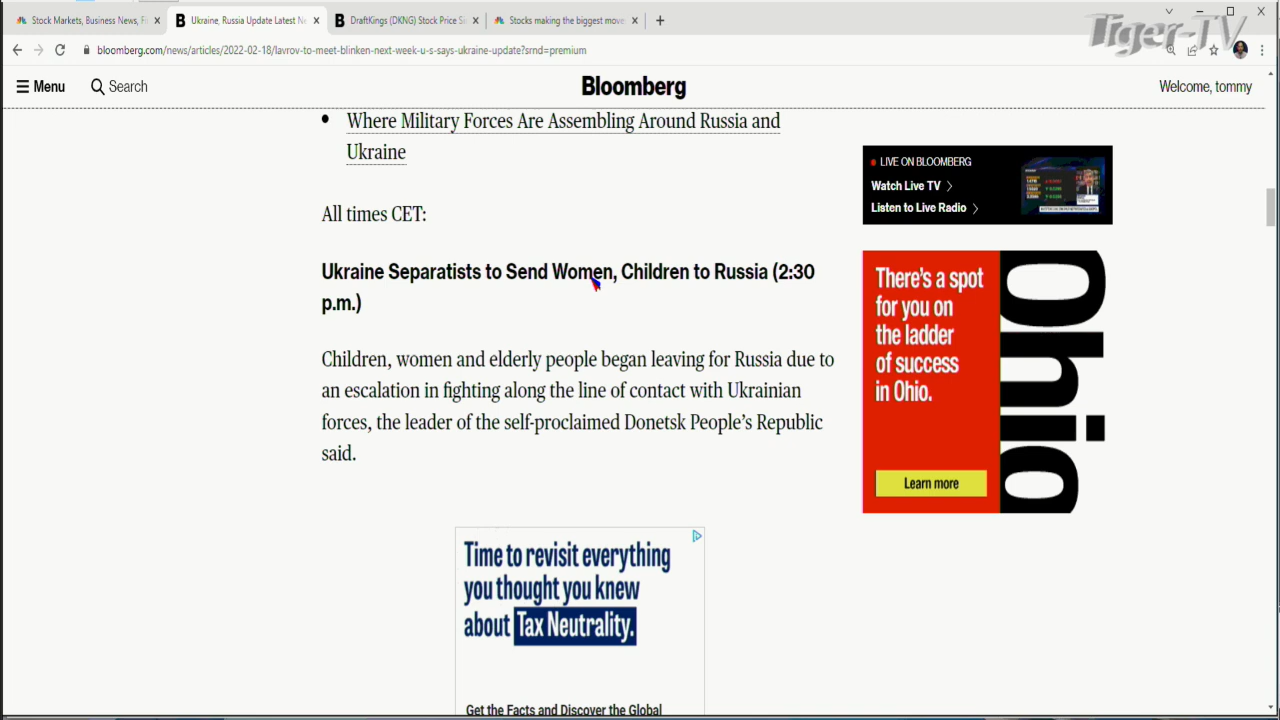 Stock Markets, Business News, Fi
Ukraine, Russia Update Latest Ne
DraftKings (DKNG) Stock Price Si
Stocks making the biggest move
Tiger-TV
bloomberg.com/news/articles/2022-02-18/lavrov-to-meet-blinken-next-week-u-s-says-ukraine-update?srnd=premium
Menu
Search
Bloomberg
Welcome, tommy
Where Military Forces Are Assembling Around Russia and
Ukraine
All times CET:
Ukraine Separatists to Send Women, Children to Russia (2:30
p.m.)
Children, women and elderly people began leaving for Russia due to
an escalation in fighting along the line of contact with Ukrainian
forces, the leader of the self-proclaimed Donetsk People’s Republic
said.
LIVE ON BLOOMBERG
Watch Live TV
Listen to Live Radio
There’s a spot
for you on
the ladder
of success
in Ohio.
Learn more
Ohio
Time to revisit everything
you thought you knew
about Tax Neutrality.
Get the Facts and Discover the Global